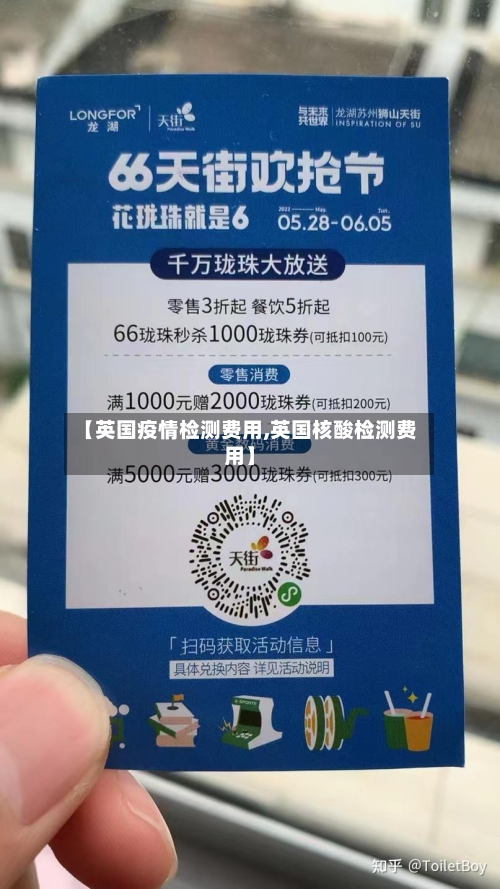 LONGFOR 龙湖 天街 Paradise Walk 与未来共世界 龙湖苏州狮山天街 INSPIRATION OF SU
66天街欢抢节
花珑珠就是6 2022 May. 05.28-06.05 Jun.
千万珑珠大放送
零售3折起 餐饮5折起
66珑珠秒杀1000珑珠券(可抵扣100元)
零售消费
满1000元赠2000珑珠券(可抵扣200元)
【英国疫情检测费用,英国核酸检测费
用】
黄金数码消费
满5000元赠3000珑珠券(可抵扣300元)
天街
Paradise Walk
「扫码获取活动信息」
具体兑换内容 详见活动说明
E-SPORTS
知乎 @ToiletBoy